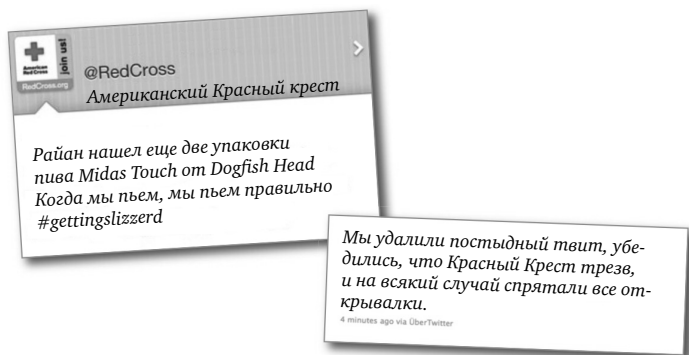 American
Red Cross
join us!
RedCross.org
@RedCross
Американский Красный крест
Райан нашел еще две упаковки
пива Midas Touch от Dogfish Head
Когда мы пьем, мы пьем правильно
#gettingslizzerd
Мы удалили постыдный твит, убе-
дились, что Красный Крест трезв,
и на всякий случай спрятали все от-
крывалки.
4 minutes ago via ÜberTwitter